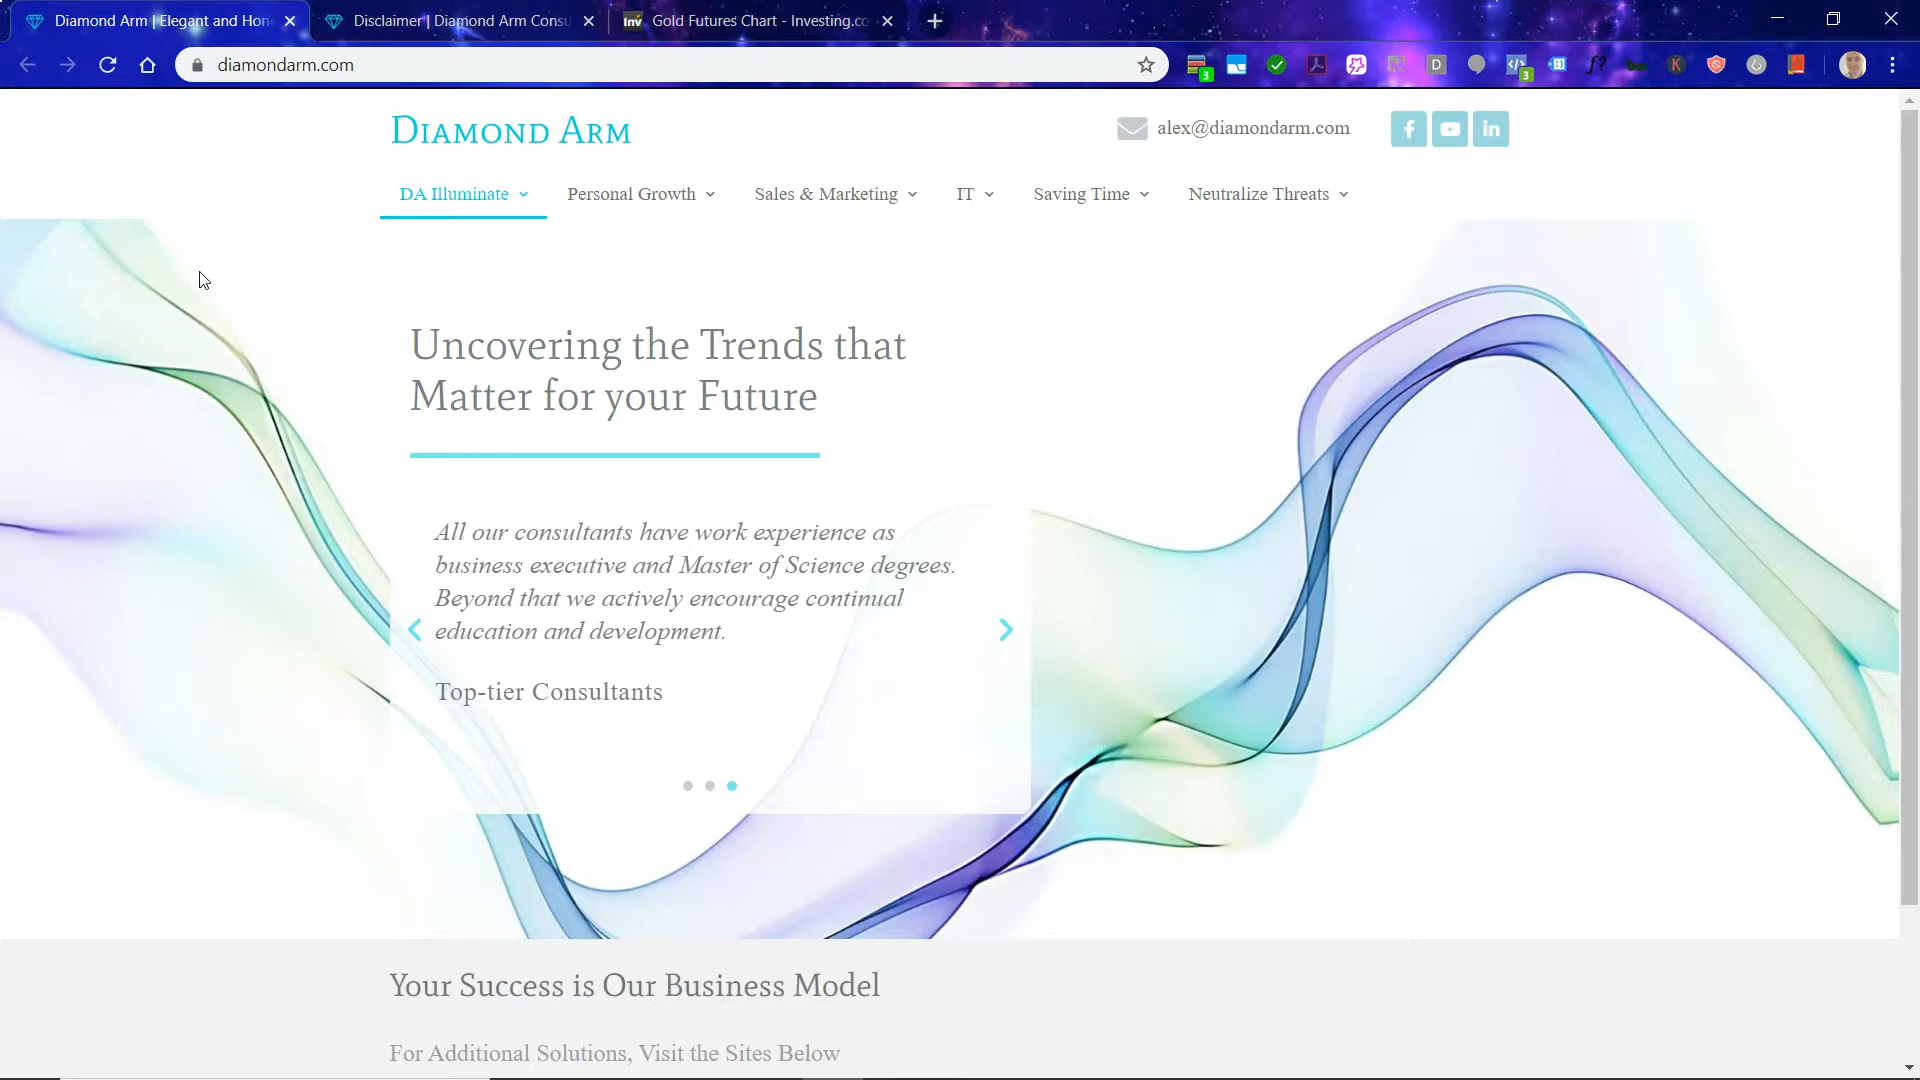 Diamond Arm | Elegant and Hon
Disclaimer | Diamond Arm Consu
Inv
Gold Futures Chart - Investing.co
diamondarm.com
3
D
3
f?
K
DIAMOND ARM
alex@diamondarm.com
f
in
DA Illuminate
Personal Growth
Sales & Marketing
IT
Saving Time
Neutralize Threats
Uncovering the Trends that
Matter for your Future
All our consultants have work experience as
business executive and Master of Science degrees.
Beyond that we actively encourage continual
education and development.
Top-tier Consultants
Your Success is Our Business Model
For Additional Solutions, Visit the Sites Below